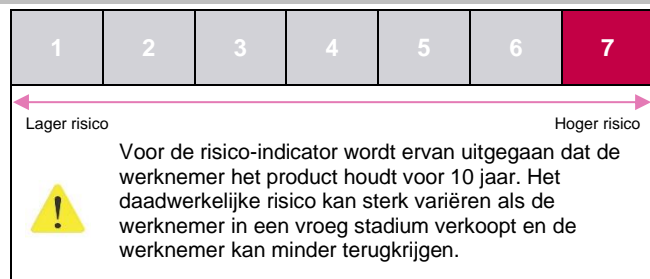 1 2 3 4 5 6 7
Lager risico Hoger risico
Voor de risico-indicator wordt ervan uitgegaan dat de
werknemer het product houdt voor 10 jaar. Het
daadwerkelijke risico kan sterk variëren als de
werknemer in een vroeg stadium verkoopt en de
werknemer kan minder terugkrijgen.